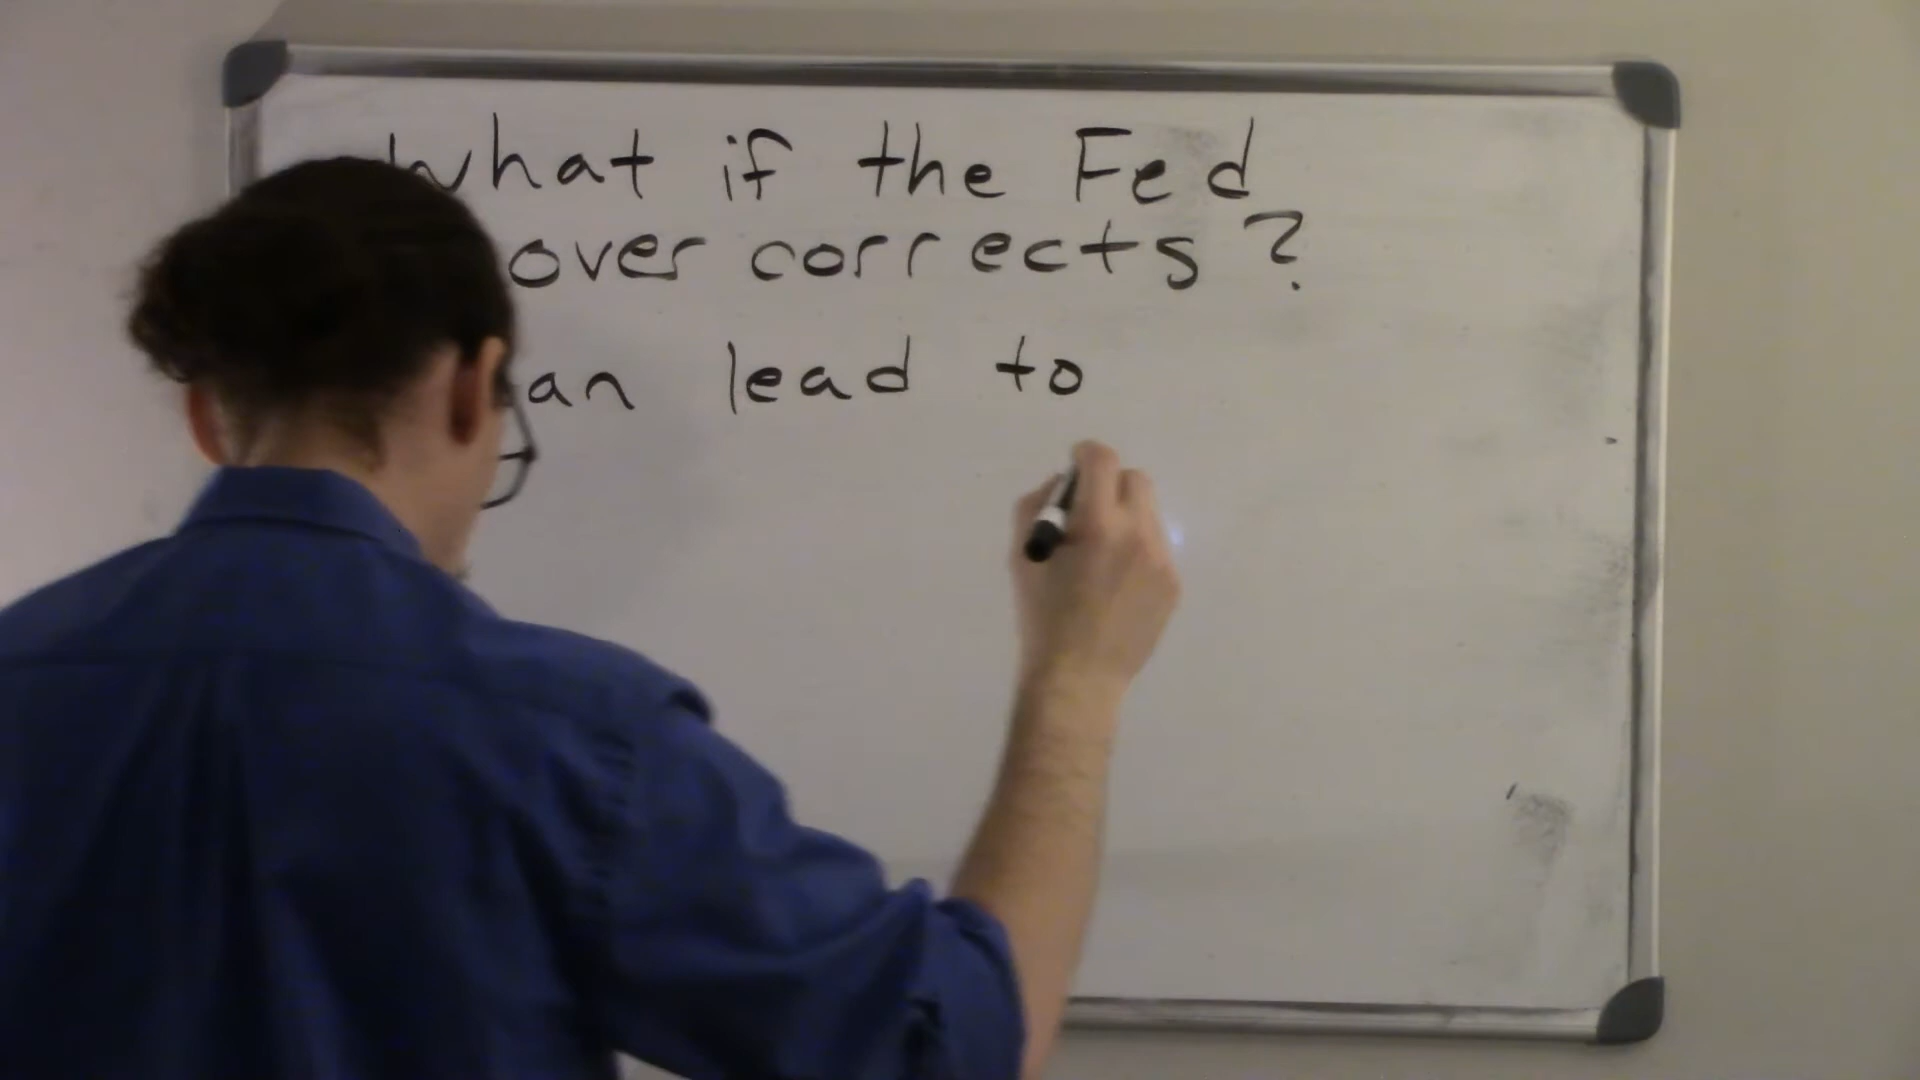 What if the Fed
over corrects?
an lead to